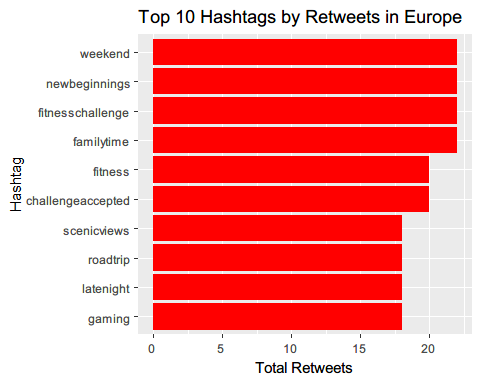 Top 10 Hashtags by Retweets in Europe
Hashtag
weekend
newbeginnings
fitnesschallenge
familytime
fitness
challengeaccepted
scenicviews
roadtrip
latenight
gaming
0 5 10 15 20
Total Retweets